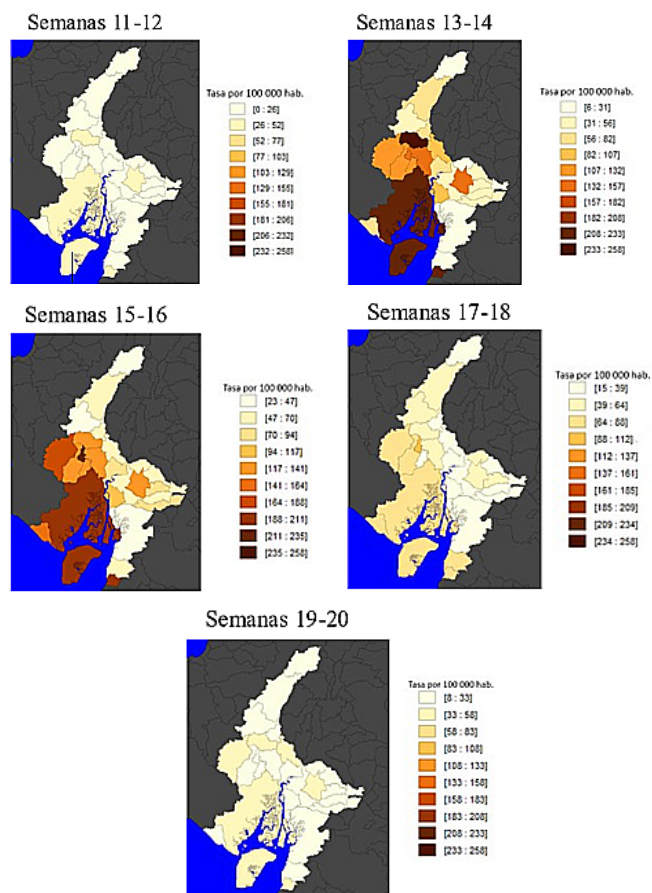 Semanas 11-12
Tasa por 100 000 hab.
[0 : 26]
[26 : 52]
[52 : 77]
[77 : 103]
[103 : 129]
[129 : 155]
[155 : 181]
[181 : 206]
[206 : 232]
[232 : 258]
Semanas 13-14
Tasa por 100 000 hab.
[6 : 31]
[31 : 56]
[56 : 82]
[82 : 107]
[107 : 132]
[132 : 157]
[157 : 182]
[182 : 208]
[208 : 233]
[233 : 258]
Semanas 15-16
Tasa por 100 000 hab.
[23 : 47]
[47 : 70]
[70 : 94]
[94 : 117]
[117 : 141]
[141 : 164]
[164 : 188]
[188 : 211]
[211 : 235]
[235 : 258]
Semanas 17-18
Tasa por 100 000 hab.
[15 : 39]
[39 : 64]
[64 : 88]
[88 : 112]
[112 : 137]
[137 : 161]
[161 : 185]
[185 : 209]
[209 : 234]
[234 : 258]
Semanas 19-20
Tasa por 100 000 hab.
[8 : 33]
[33 : 58]
[58 : 83]
[83 : 108]
[108 : 133]
[133 : 158]
[158 : 183]
[183 : 208]
[208 : 233]
[233 : 258]